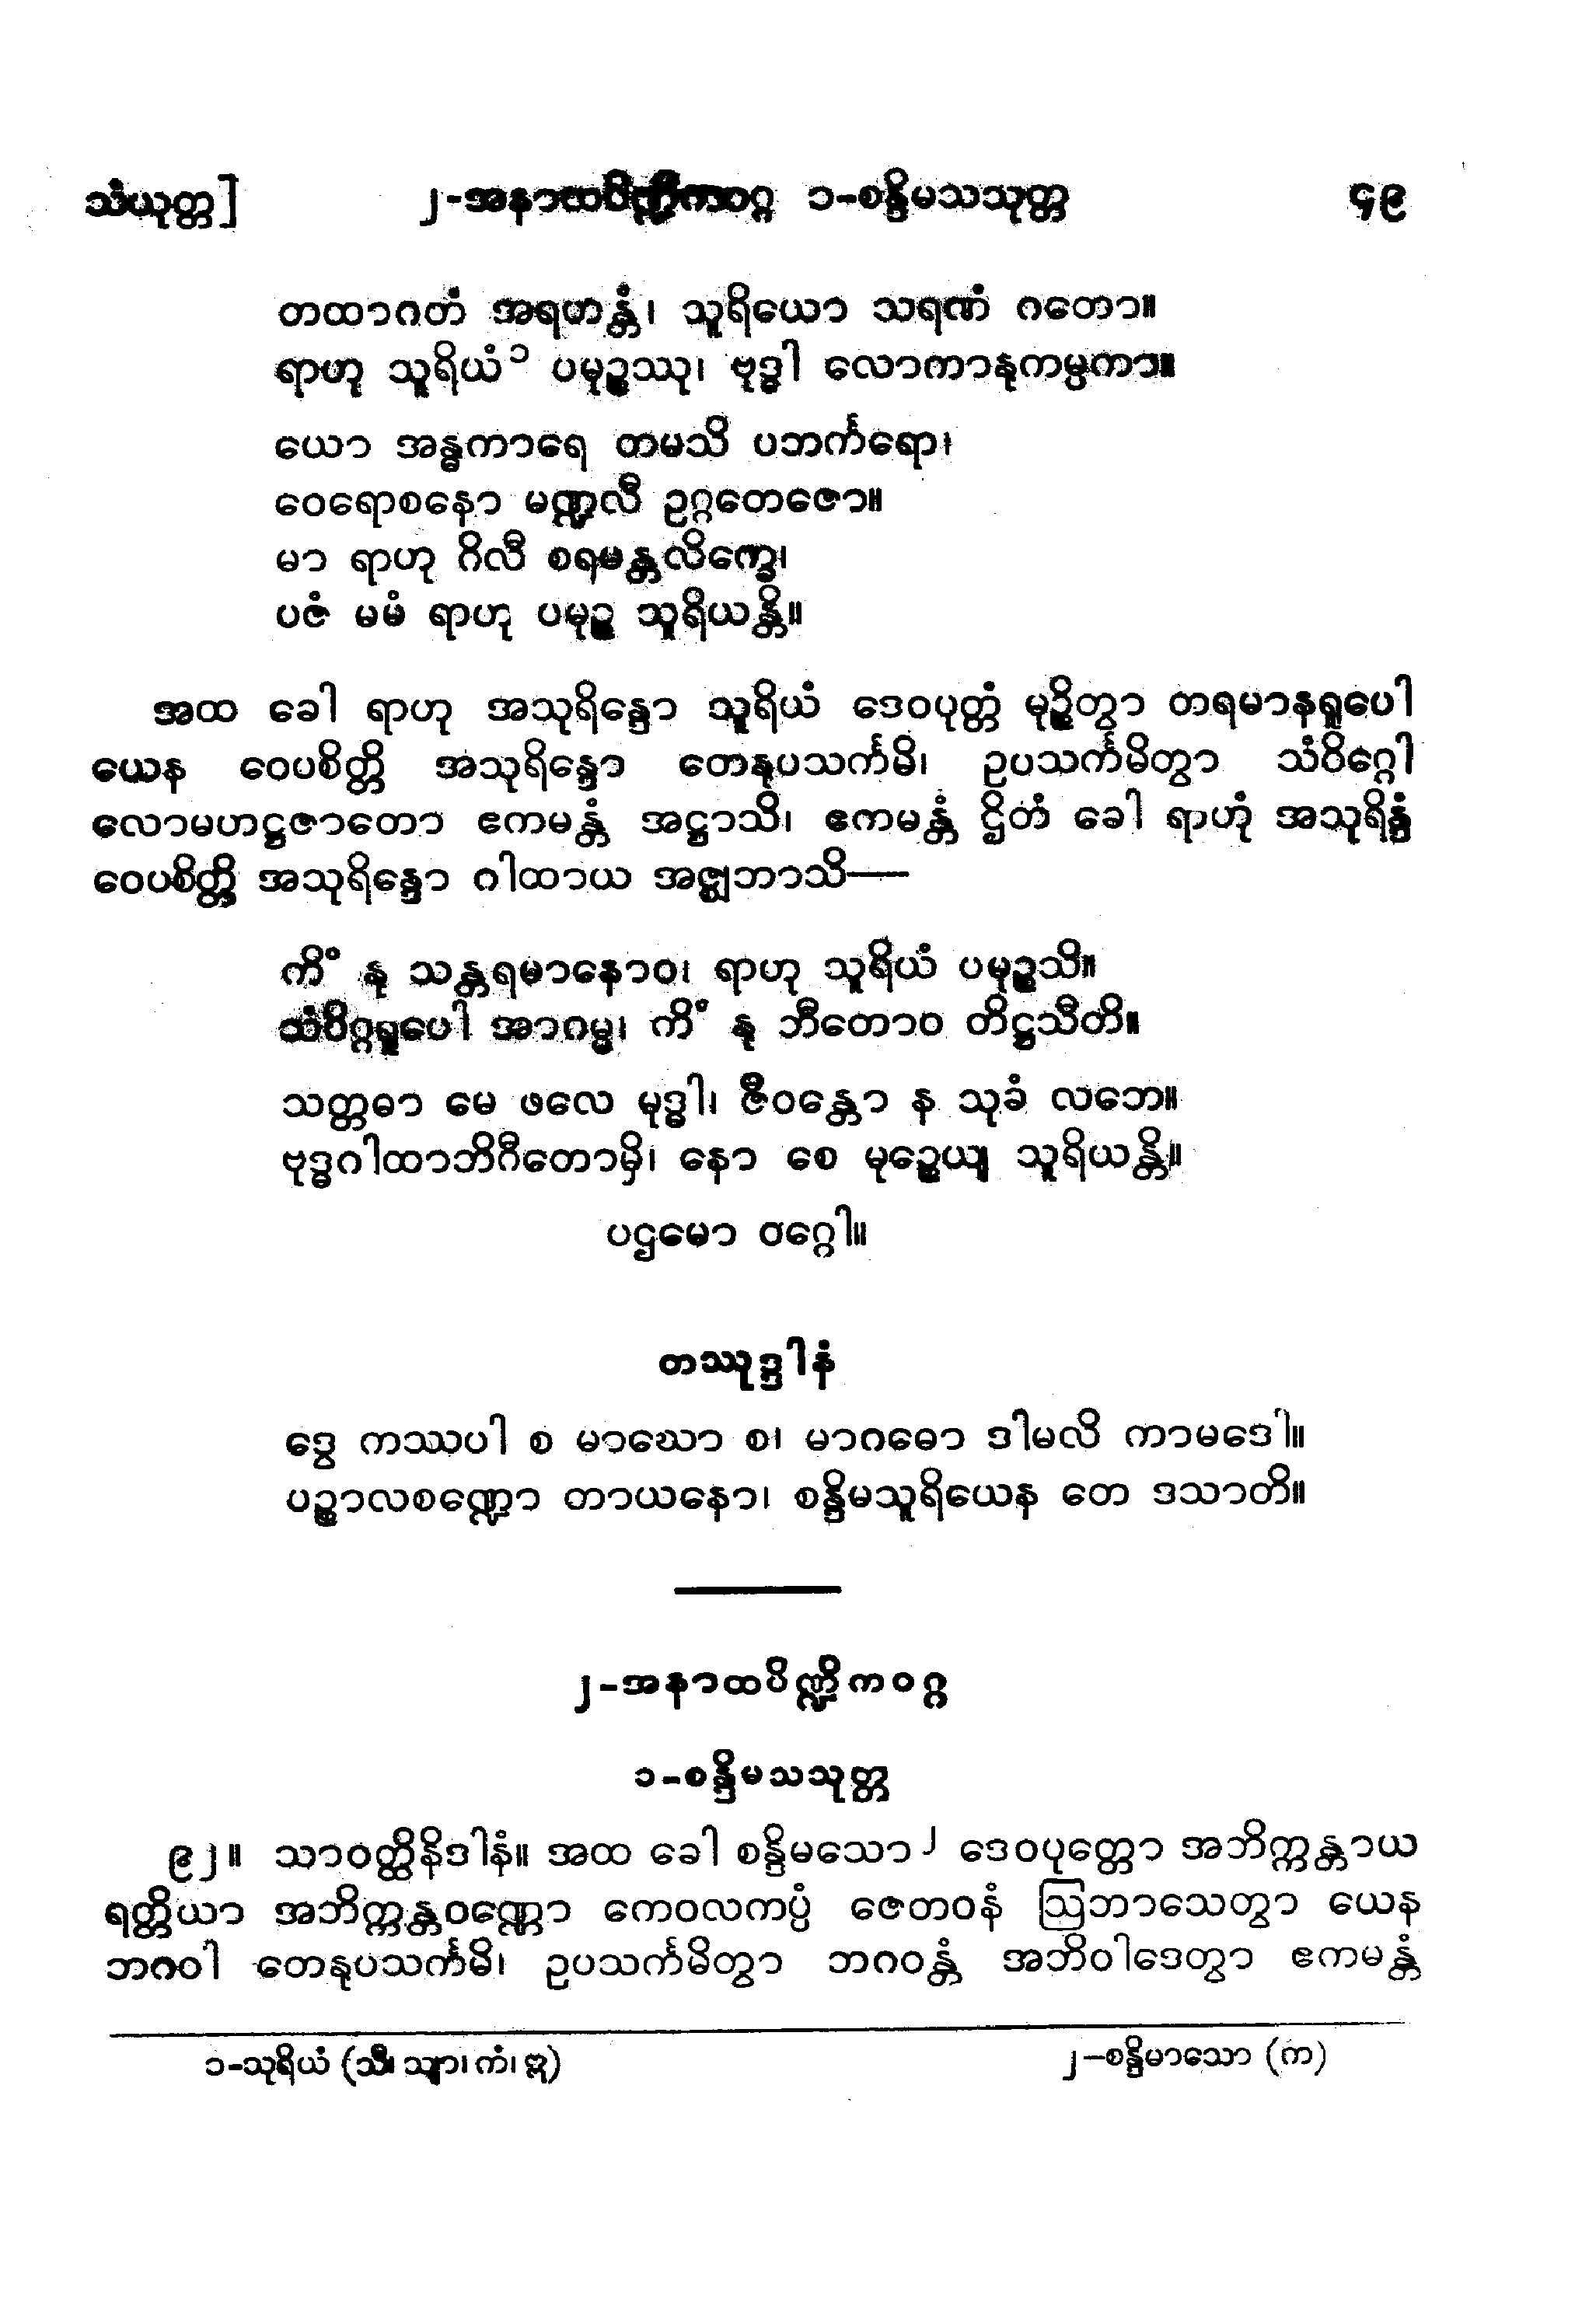 သံယုတ္တ] ၂-အနာထပိဏ္ဍိကဝဂ္ဂ ၁-စန္ဒိမသသုတ္တ ၄၉
တထာဂတံ အရဟန္တံ၊ သူရိယော သရဏံ ဂတော။
ရာဟု သူရိယံ၁ ပမုဉ္စဿု၊ ဗုဒ္ဓါ လောကာနုကမ္ပကာ။
ယော အန္ဓကာရေ တမသိ ပဘင်္ကရော၊
ဝေရောစနော မဏ္ဍလီ ဥဂ္ဂတေဇော။
မာ ရာဟု ဂိလီ စရမန္တလိက္ခေ၊
ပဇံ မမံ ရာဟု ပမုဉ္စ သူရိယန္တိ။
အထ ခေါ ရာဟု အသုရိန္ဒော သူရိယံ ဒေဝပုတ္တံ မုဉ္စိတွာ တရမာနရူပေါ
ယေန ဝေပစိတ္တိ အသုရိန္ဒော တေနုပသင်္ကမိ၊ ဥပသင်္ကမိတွာ သံဝိဂ္ဂေါ
လောမဟဋ္ဌဇာတော ဧကမန္တံ အဋ္ဌာသိ၊ ဧကမန္တံ ဌိတံ ခေါ ရာဟုံ အသုရိန္ဒံ
ဝေပစိတ္တိ အသုရိန္ဒော ဂါထာယ အဇ္ဈဘာသိ—
ကိံ နု သန္တရမာနောဝ၊ ရာဟု သူရိယံ ပမုဉ္စသိ။
သံဝိဂ္ဂရူပေါ အာဂမ္မ၊ ကိံ နု ဘီတောဝ တိဋ္ဌသီတိ။
သတ္တဓာ မေ ဖလေ မုဒ္ဓါ၊ ဇီဝန္တော န သုခံ လဘေ။
ဗုဒ္ဓဂါထာဘိဂီတောမှိ၊ နော စေ မုဉ္စေယျ သူရိယန္တိ။
ပဌမော ဝဂ္ဂေါ။
တဿုဒ္ဒါနံ
ဒွေ ကဿပါ စ မာဃော စ၊ မာဂဓော ဒါမလိ ကာမဒေါ။
ပဉ္စာလစဏ္ဍော တာယနော၊ စန္ဒိမသူရိယေန တေ ဒသာတိ။
၂-အနာထပိဏ္ဍိကဝဂ္ဂ
၁-စန္ဒိမသသုတ္တ
၉၂။ သာဝတ္ထိနိဒါနံ။ အထ ခေါ စန္ဒိမသော၂ ဒေဝပုတ္တော အဘိက္ကန္တာယ
ရတ္တိယာ အဘိက္ကန္တဝဏ္ဏော ကေဝလကပ္ပံ ဇေတဝနံ ဩဘာသေတွာ ယေန
ဘဂဝါ တေနုပသင်္ကမိ၊ ဥပသင်္ကမိတွာ ဘဂဝန္တံ အဘိဝါဒေတွာ ဧကမန္တံ
၁-သုရိယံ (သီ၊ သျာ၊ ကံ၊ ဣ) ၂-စန္ဒိမာသော (က)